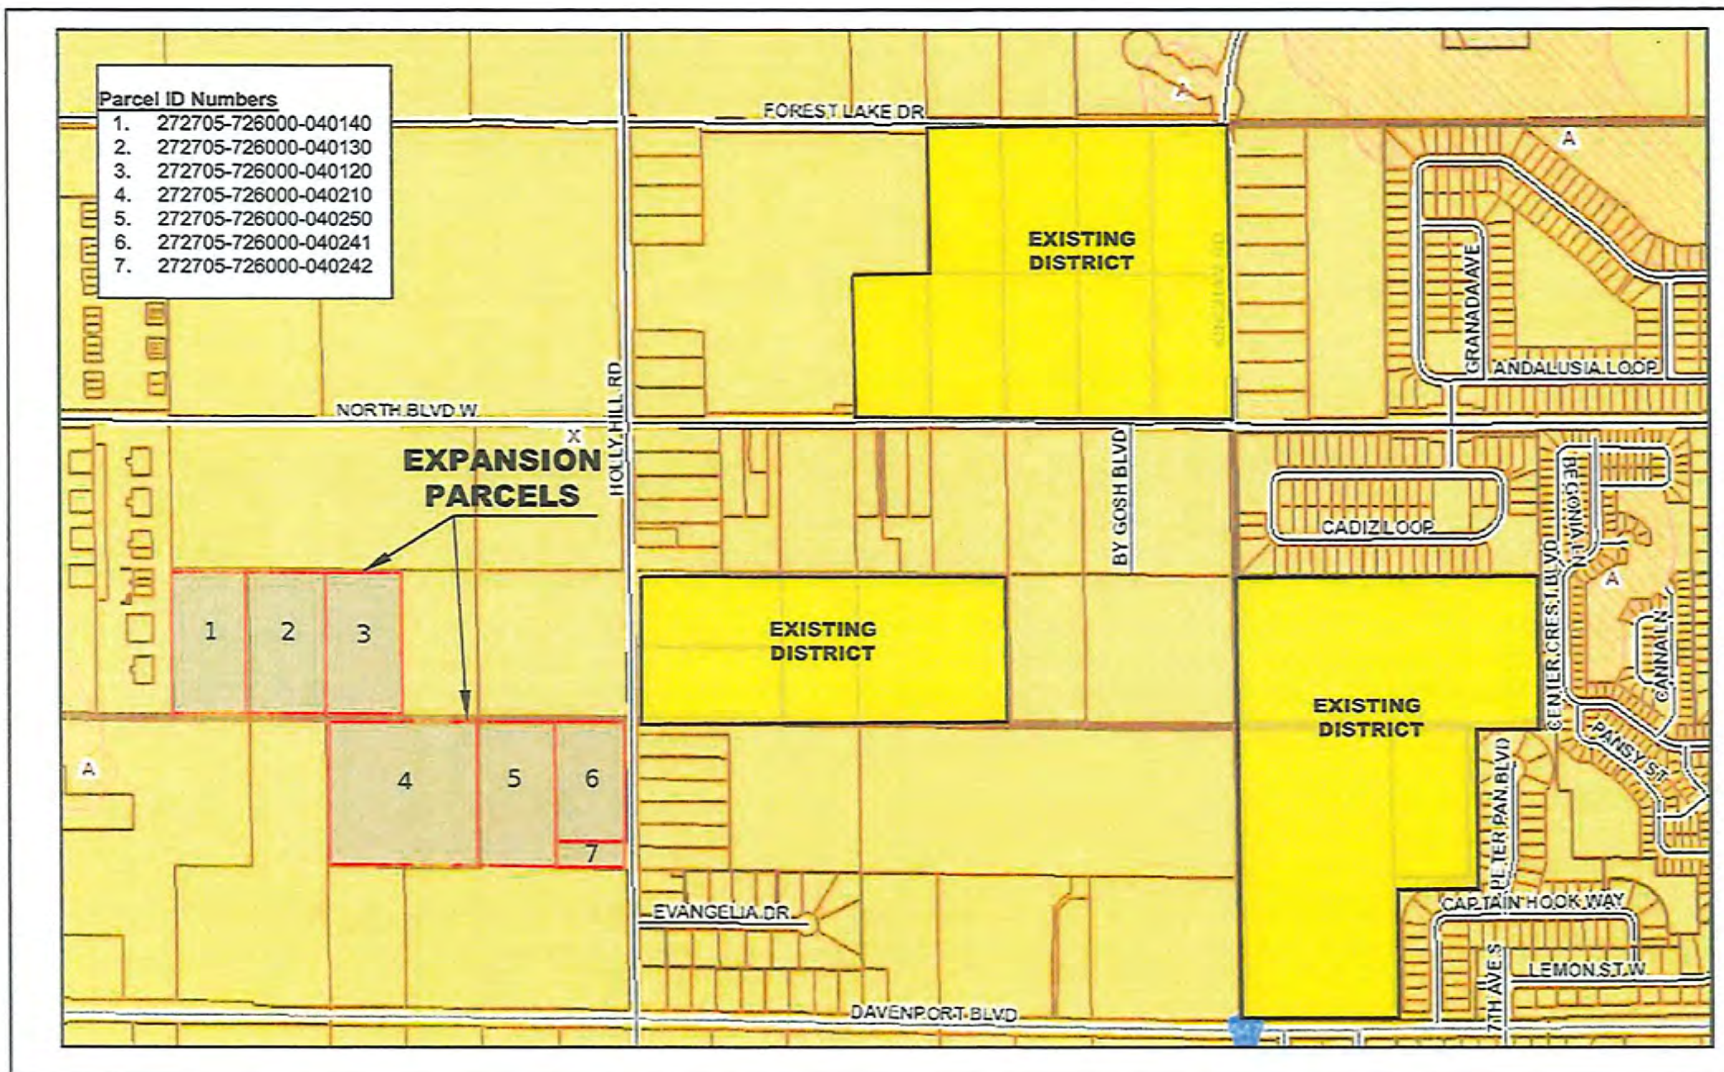 Parcel ID Numbers
1. 272705-726000-040140
2. 272705-726000-040130
3. 272705-726000-040120
4. 272705-726000-040210
5. 272705-726000-040250
6. 272705-726000-040241
7. 272705-726000-040242
FOREST LAKE DR
A
A
EXISTING
DISTRICT
GRANADA AVE
ANDALUSIA LOOP
HOLLY HILL RD
NORTH BLVD W
X
EXPANSION
PARCELS
BY GOSH BLVD
CADIZ LOOP
BEGONIA LN
CENTER CREST BLVD
A
CANNA LN
1
2
3
EXISTING
DISTRICT
EXISTING
DISTRICT
PANSY ST
A
4
5
6
7
PETER PAN BLVD
EVANGELIA DR
CAPTAIN HOOK WAY
7TH AVE S
LEMON ST W
DAVENPORT BLVD
547